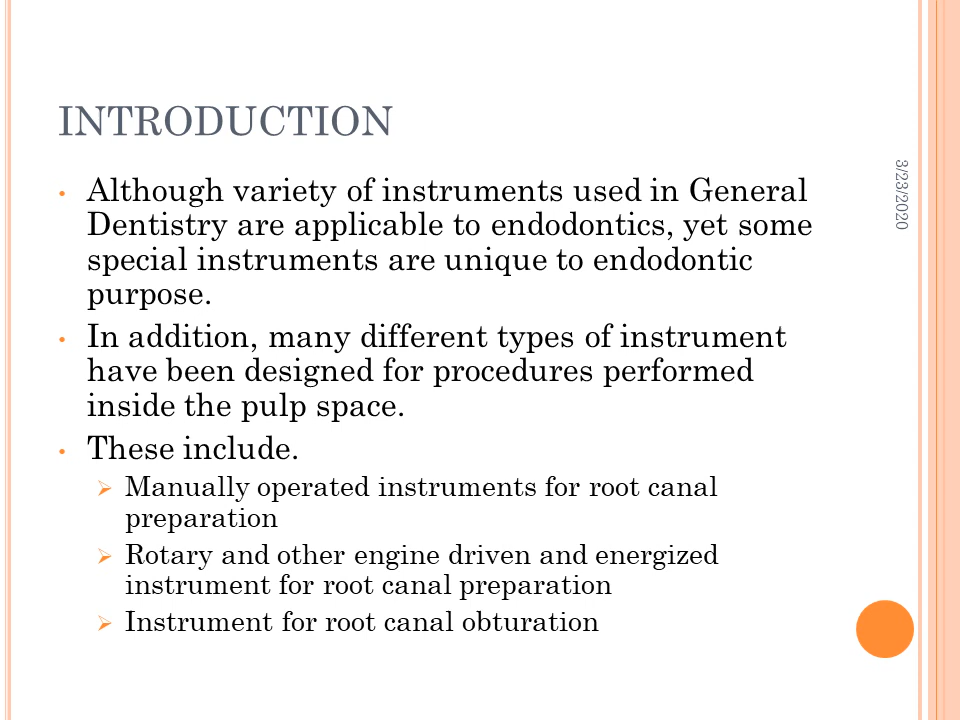 INTRODUCTION
• Although variety of instruments used in General
Dentistry are applicable to endodontics, yet some
special instruments are unique to endodontic
purpose.
• In addition, many different types of instrument
have been designed for procedures performed
inside the pulp space.
• These include.
➢ Manually operated instruments for root canal
preparation
➢ Rotary and other engine driven and energized
instrument for root canal preparation
➢ Instrument for root canal obturation
3/23/2020